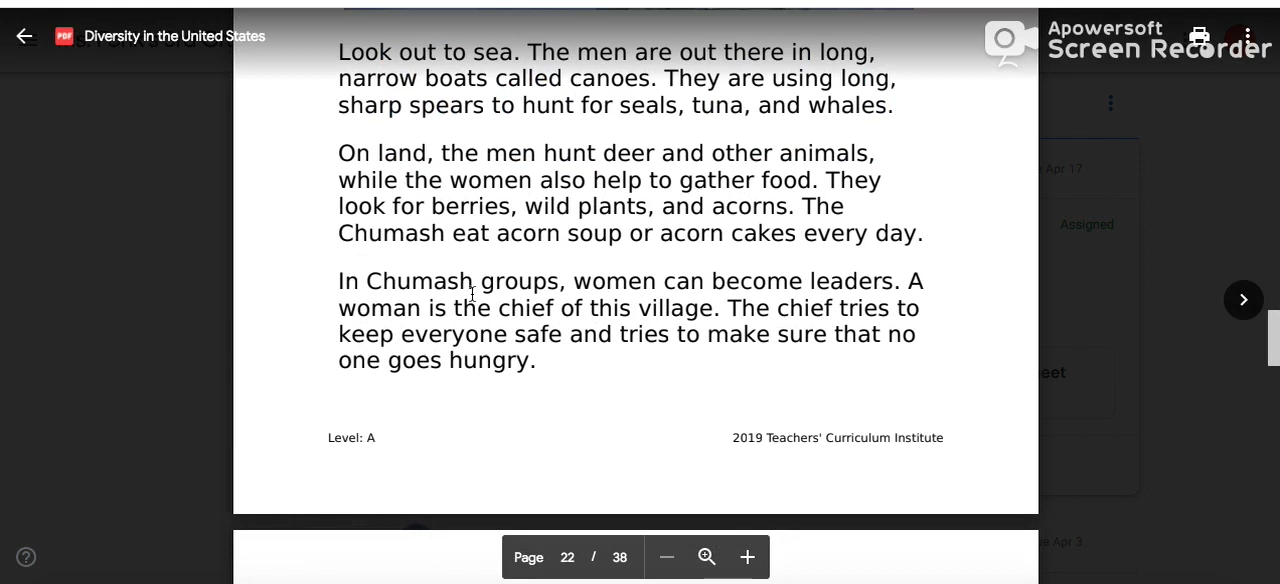 Diversity in the United States
Apowersoft
Screen Recorder
Look out to sea. The men are out there in long,
narrow boats called canoes. They are using long,
sharp spears to hunt for seals, tuna, and whales.
On land, the men hunt deer and other animals,
while the women also help to gather food. They
look for berries, wild plants, and acorns. The
Chumash eat acorn soup or acorn cakes every day.
In Chumash groups, women can become leaders. A
woman is the chief of this village. The chief tries to
keep everyone safe and tries to make sure that no
one goes hungry.
Level: A
2019 Teachers' Curriculum Institute
Apr 17
Assigned
Apr 3
Page 22 / 38